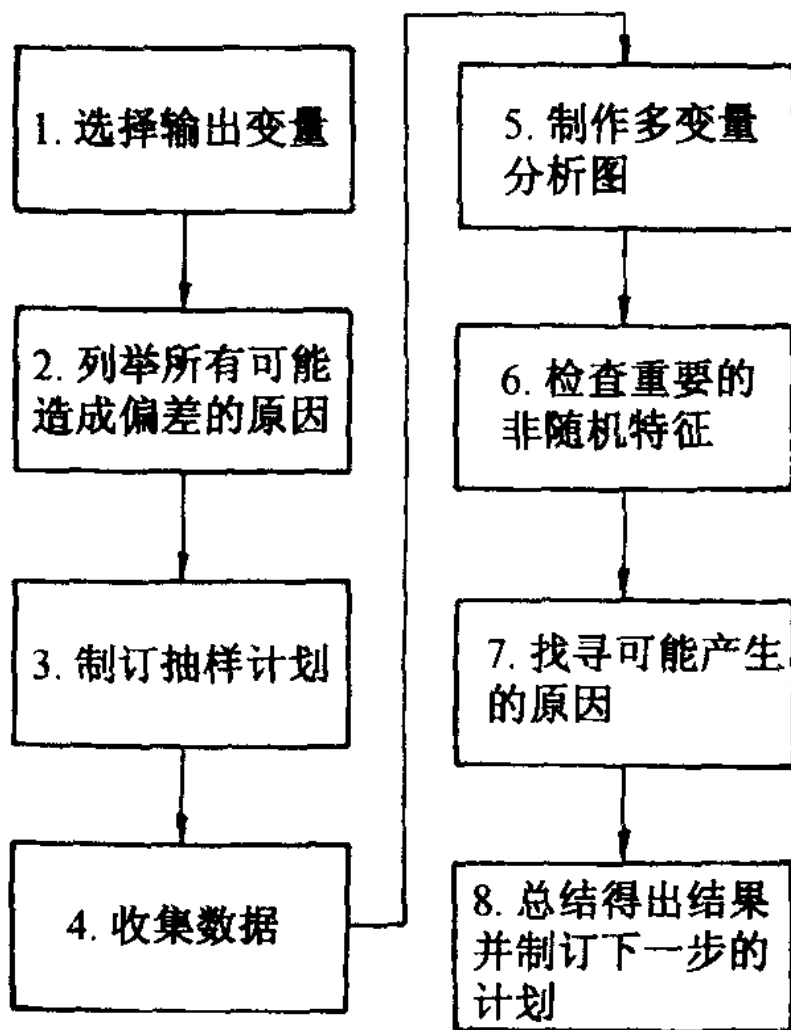 1. 选择输出变量
2. 列举所有可能
造成偏差的原因
3. 制订抽样计划
4. 收集数据
5. 制作多变量
分析图
6. 检查重要的
非随机特征
7. 找寻可能产生
的原因
8. 总结得出结果
并制订下一步的
计划